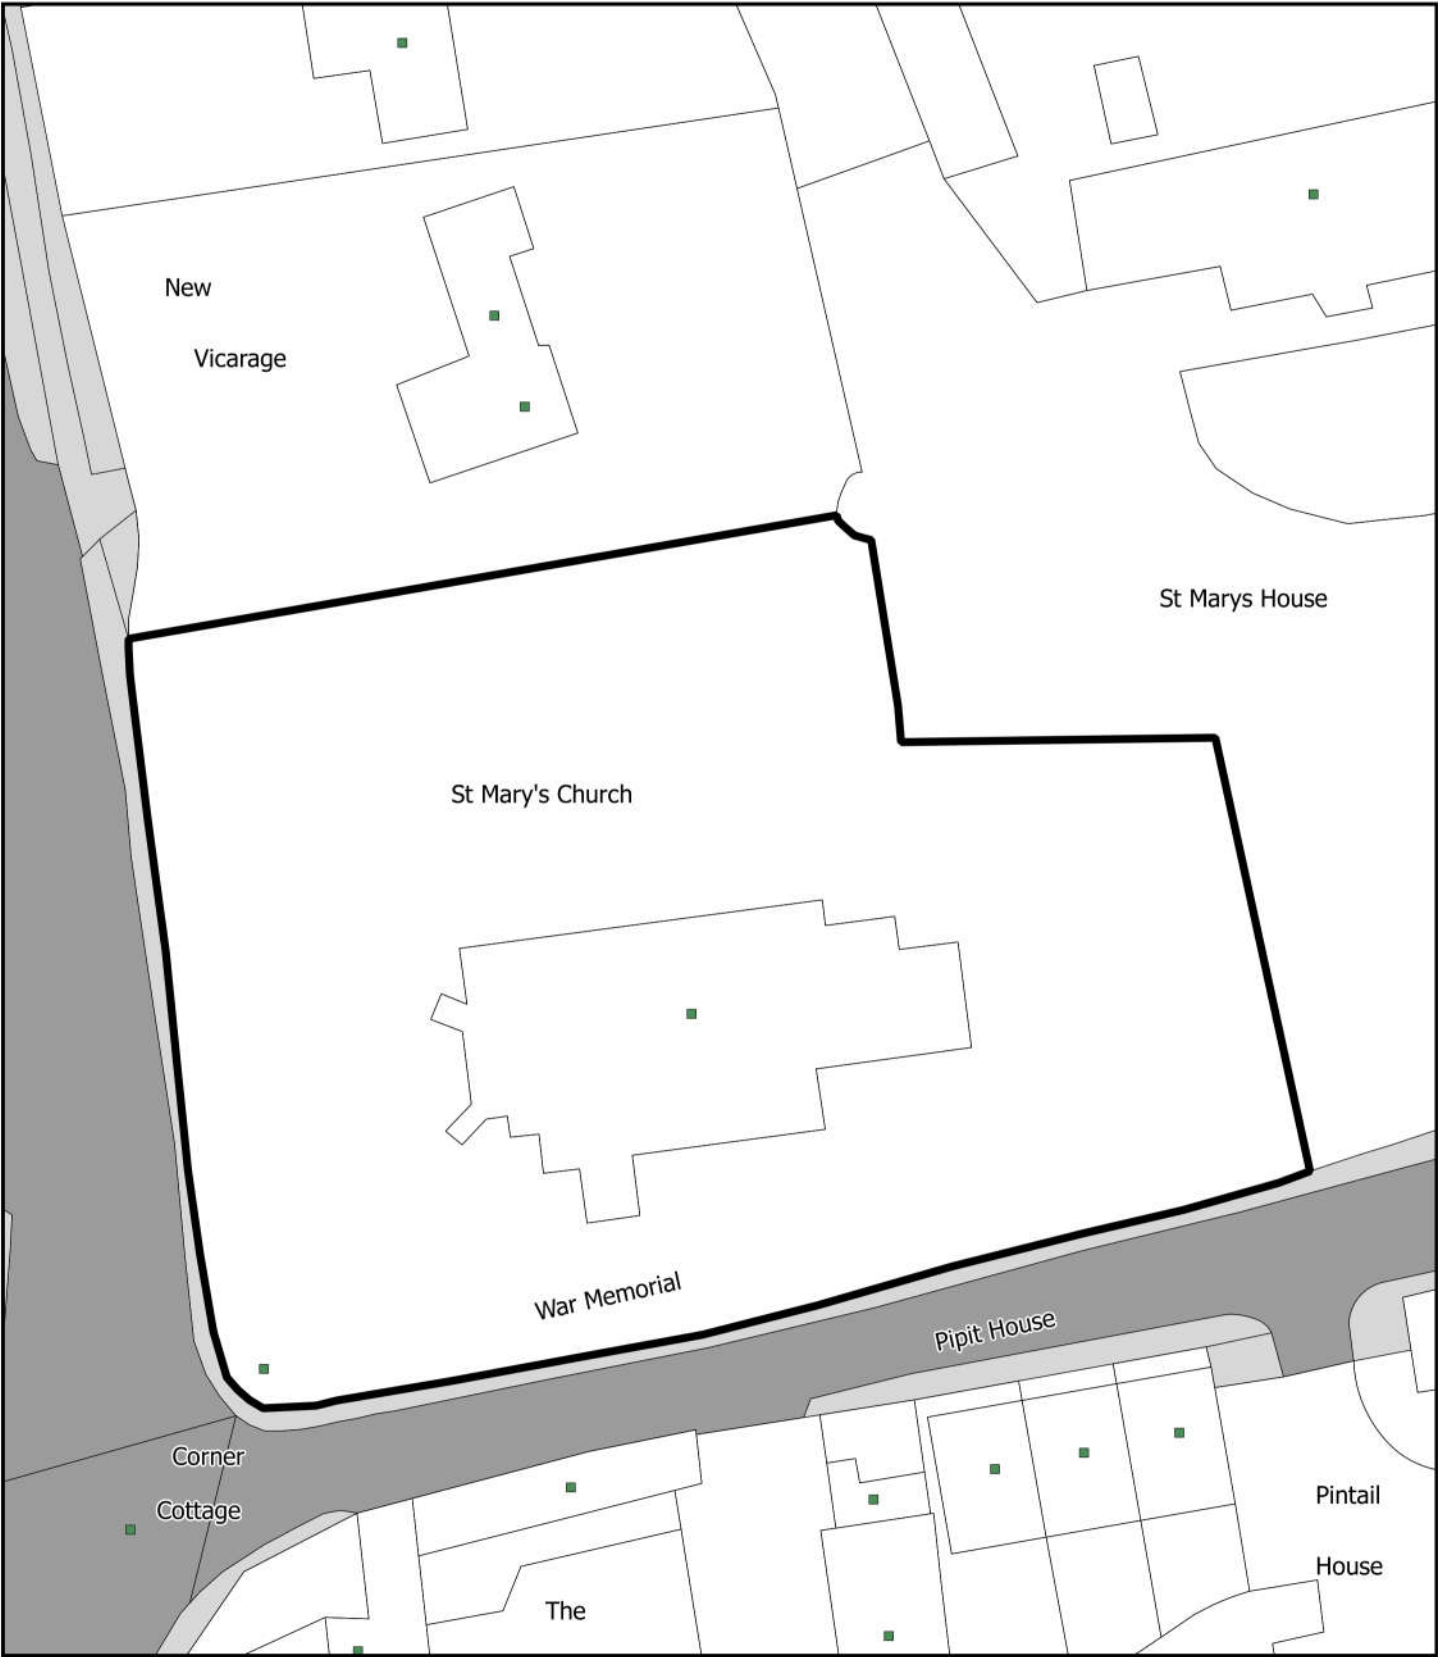 New
Vicarage
St Marys House
St Mary's Church
War Memorial
Pipit House
Corner
Cottage
Pintail
House
The